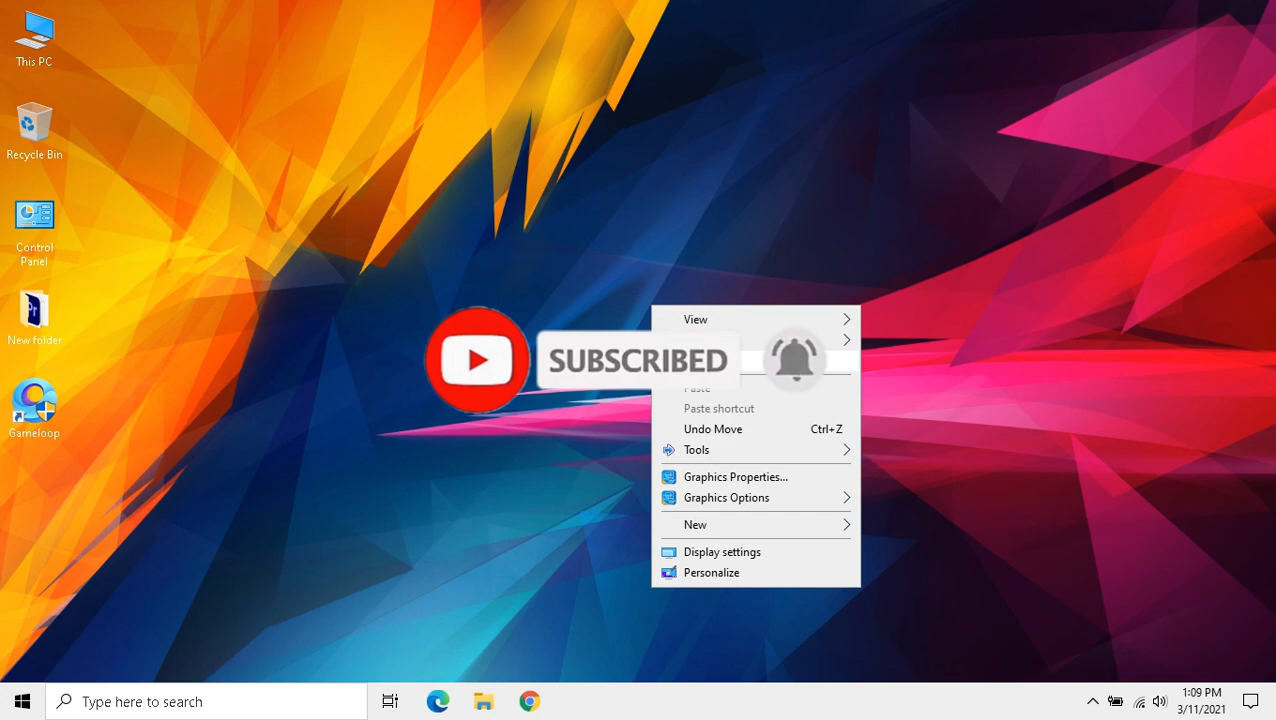 This PC
Recycle Bin
Control
Panel
New folder
Pr
Gameloop
SUBSCRIBED
View
Paste
Paste shortcut
Undo Move Ctrl+Z
Tools
Graphics Properties...
Graphics Options
New
Display settings
Personalize
Type here to search
1:09 PM
3/11/2021